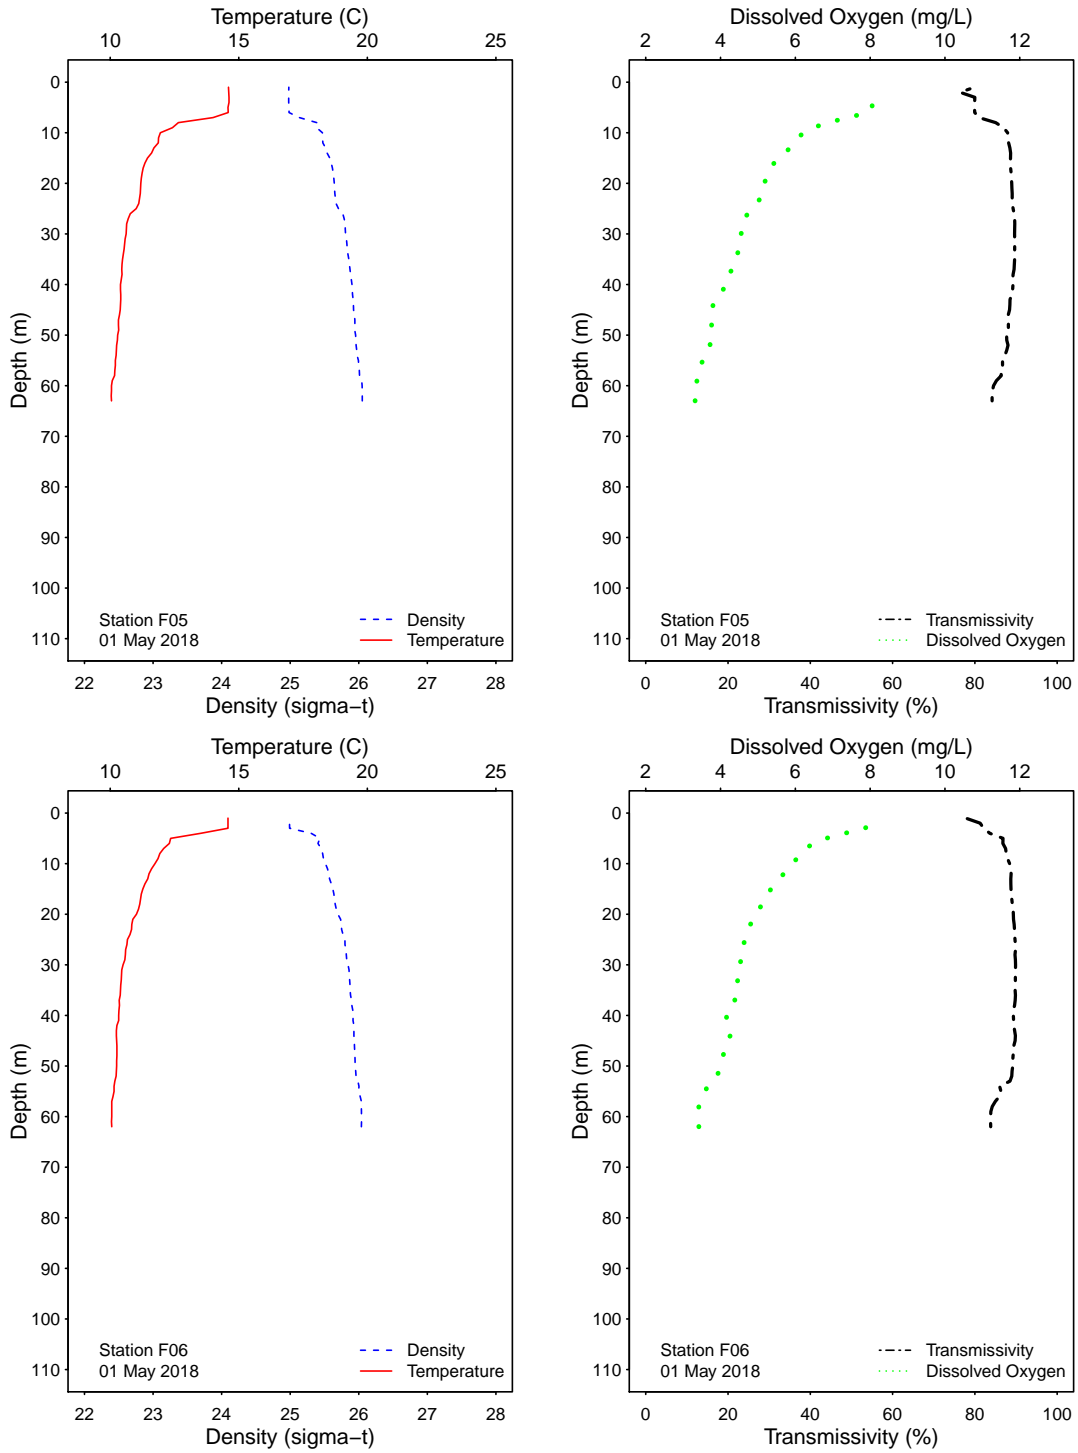 Temperature (C)
10 15 20 25
0
10
20
30
40
50
60
70
80
90
100
110
Depth (m)
Station F05
01 May 2018
Density
Temperature
22 23 24 25 26 27 28
Density (sigma−t)
Dissolved Oxygen (mg/L)
2 4 6 8 10 12
0
10
20
30
40
50
60
70
80
90
100
110
Depth (m)
Station F05
01 May 2018
Transmissivity
Dissolved Oxygen
0 20 40 60 80 100
Transmissivity (%)
Temperature (C)
10 15 20 25
0
10
20
30
40
50
60
70
80
90
100
110
Depth (m)
Station F06
01 May 2018
Density
Temperature
22 23 24 25 26 27 28
Density (sigma−t)
Dissolved Oxygen (mg/L)
2 4 6 8 10 12
0
10
20
30
40
50
60
70
80
90
100
110
Depth (m)
Station F06
01 May 2018
Transmissivity
Dissolved Oxygen
0 20 40 60 80 100
Transmissivity (%)